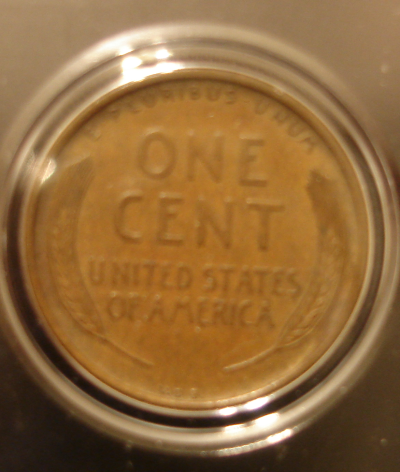 E·PLURIBUS·UNUM
ONE
CENT
UNITED STATES
OF AMERICA